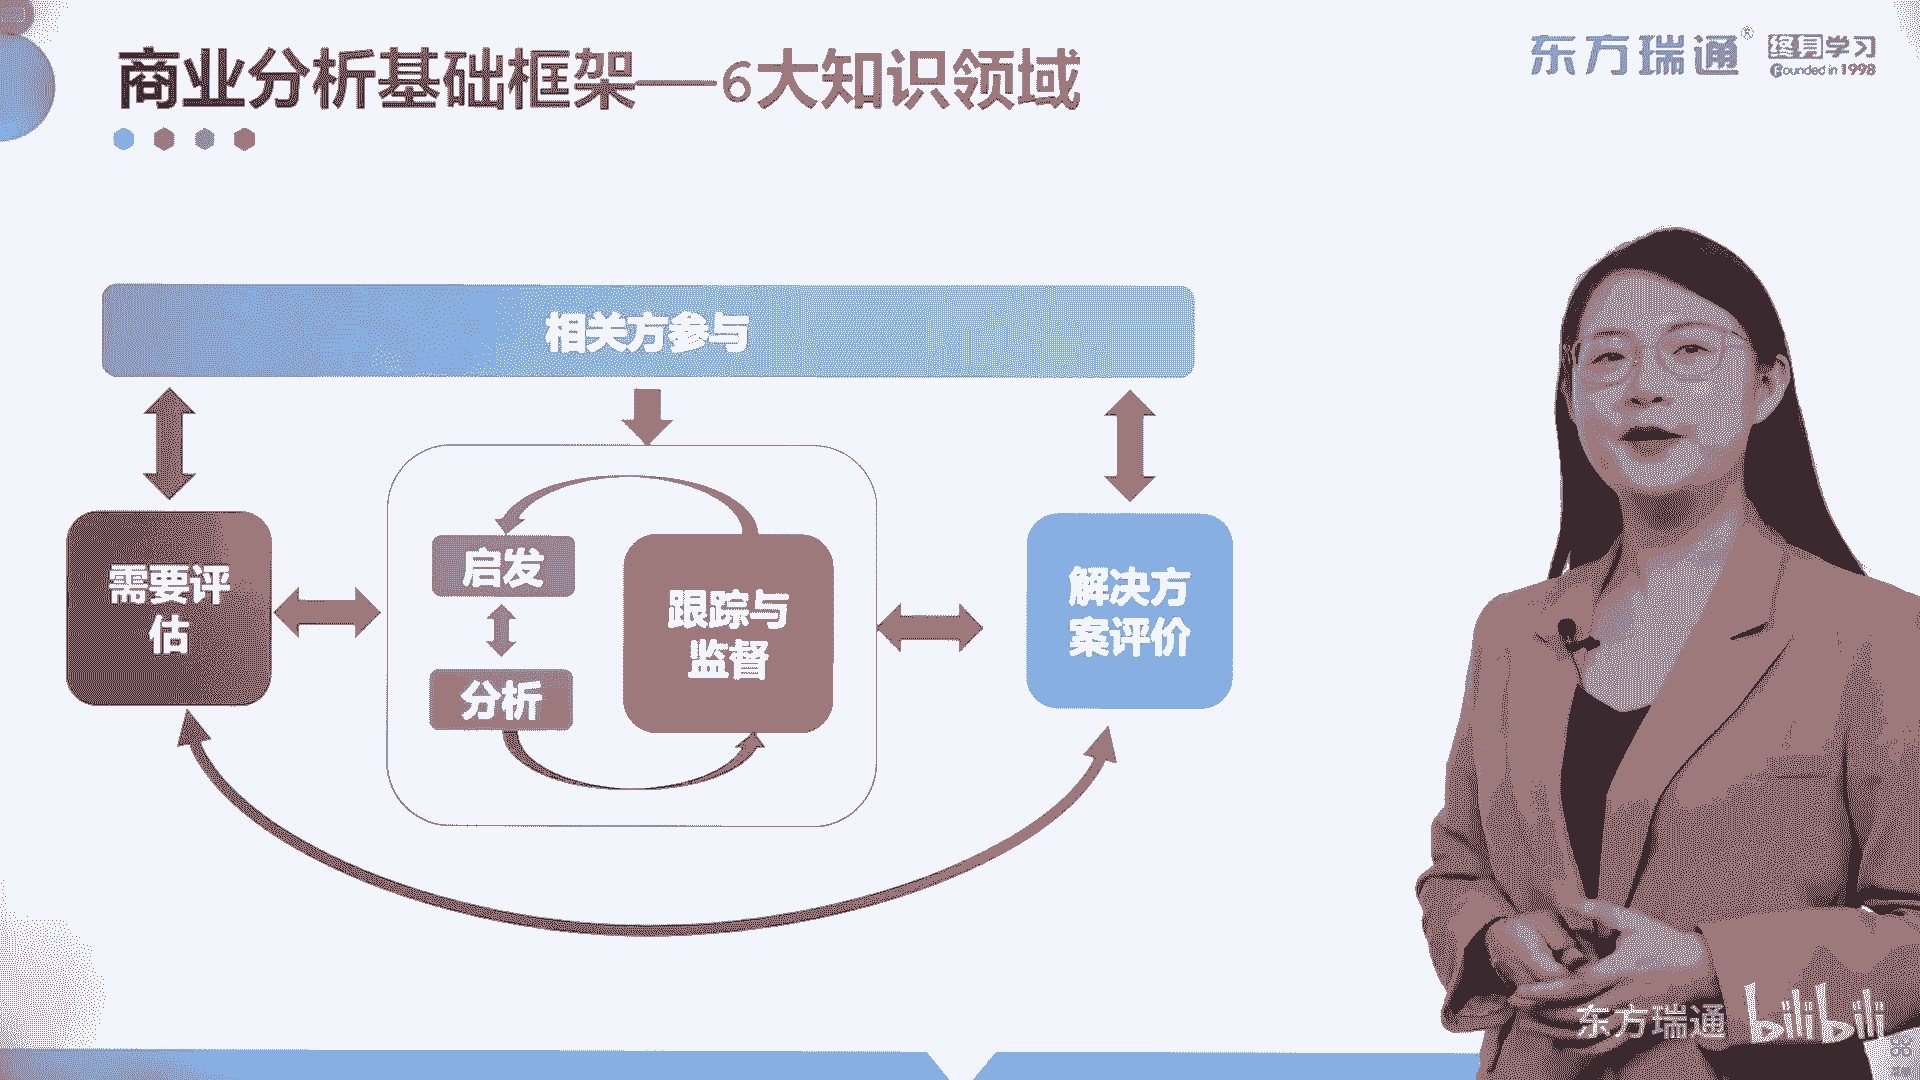 商业分析基础框架—6大知识领域
东方瑞通®
终身学习
Founded in 1998
相关方参与
需要评
估
启发
分析
跟踪与
监督
解决方
案评价
东方瑞通 bilibili